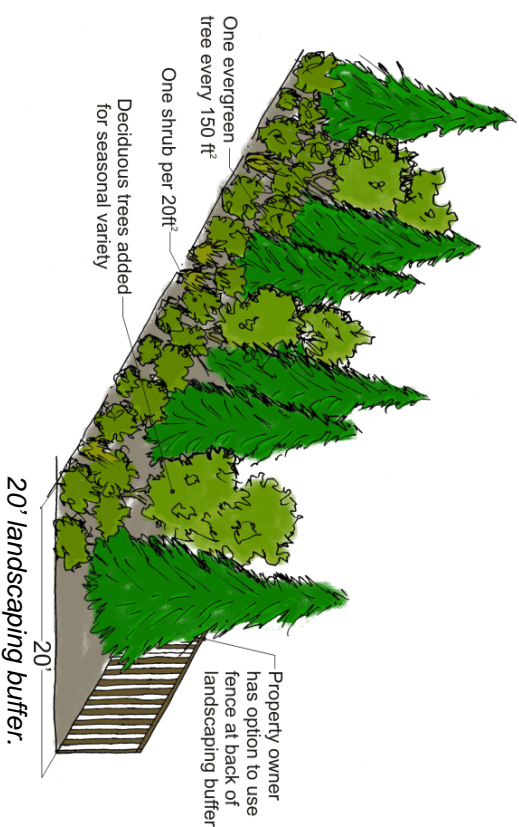 One evergreen
tree every 150 ft²
One shrub per 20ft²
Deciduous trees added
for seasonal variety
Property owner
has option to use
fence at back of
landscaping buffer
20'
20' landscaping buffer.